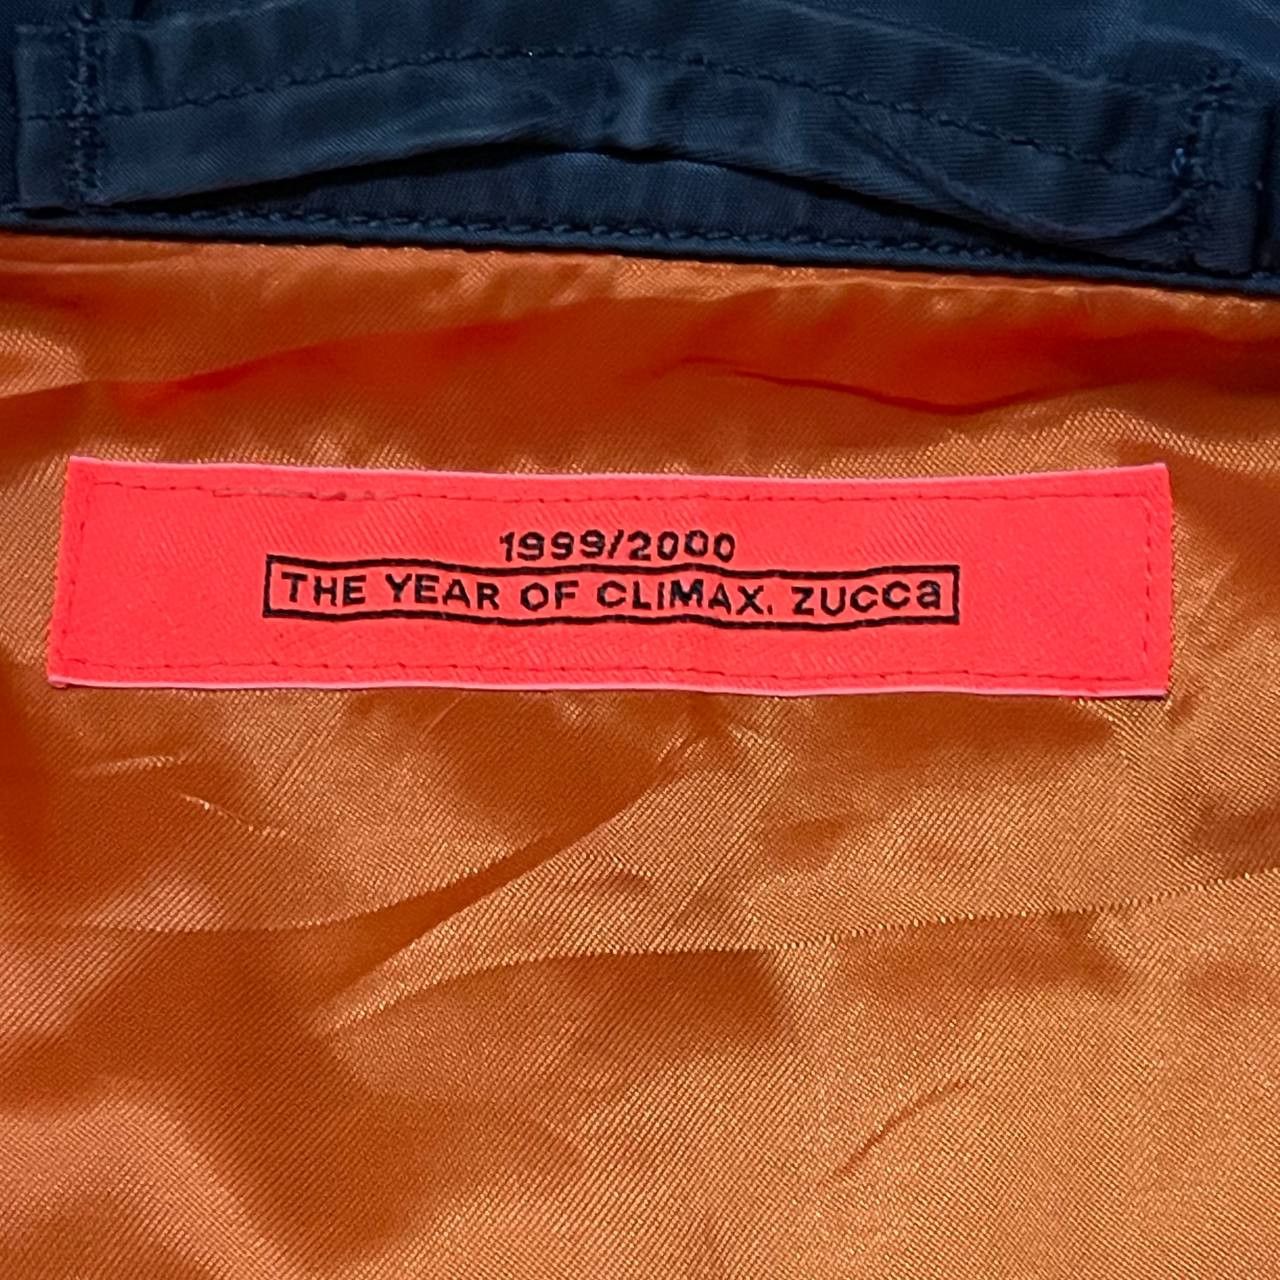 1999/2000
THE YEAR OF CLIMAX. ZUCCa